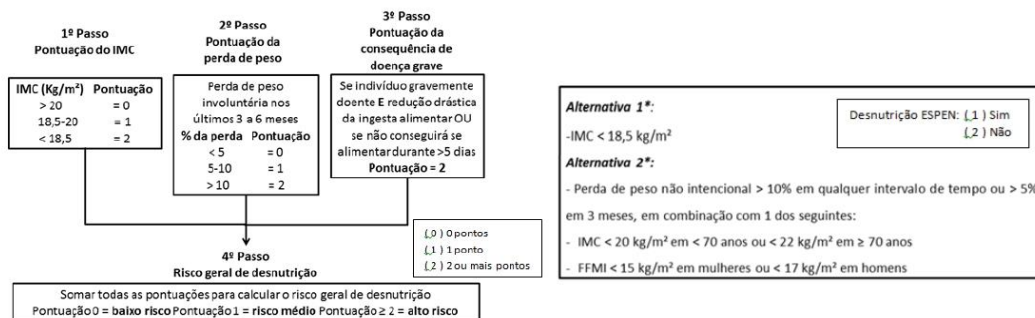 1º Passo
Pontuação do IMC
IMC (Kg/m²) Pontuação
> 20 = 0
18,5-20 = 1
< 18,5 = 2
2º Passo
Pontuação da
perda de peso
Perda de peso
involuntária nos
últimos 3 a 6 meses
% da perda Pontuação
< 5 = 0
5-10 = 1
> 10 = 2
3º Passo
Pontuação da
consequência de
doença grave
Se Indivíduo gravemente
doente E redução drástica
da ingesta alimentar OU
se não conseguirá se
alimentar durante >5 dias
Pontuação = 2
( 0 ) 0 pontos
( 1 ) 1 ponto
( 2 ) 2 ou mais pontos
4º Passo
Risco geral de desnutrição
Somar todas as pontuações para calcular o risco geral de desnutrição
Pontuação 0 = baixo risco Pontuação 1 = risco médio Pontuação ≥ 2 = alto risco
Alternativa 1*:
-IMC < 18,5 kg/m²
Desnutrição ESPEN: ( 1 ) Sim
( 2 ) Não
Alternativa 2*:
- Perda de peso não intencional > 10% em qualquer intervalo de tempo ou > 5%
em 3 meses, em combinação com 1 dos seguintes:
- IMC < 20 kg/m² em < 70 anos ou < 22 kg/m² em ≥ 70 anos
- FFMI < 15 kg/m² em mulheres ou < 17 kg/m² em homens